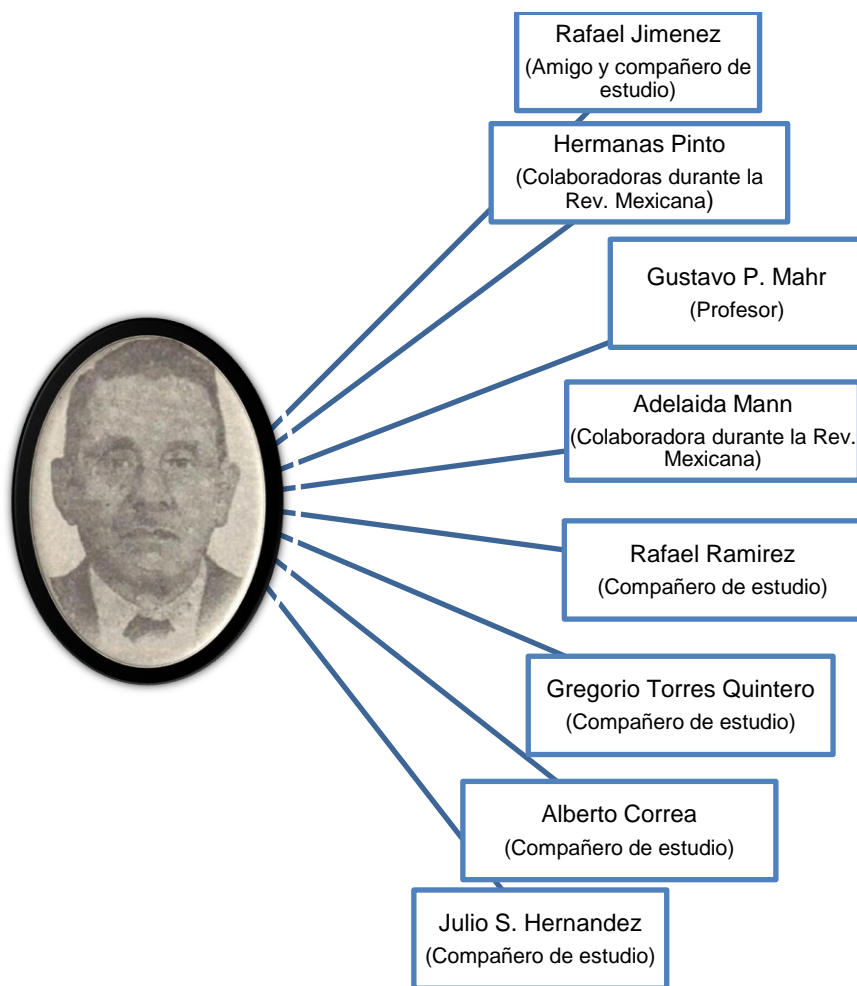 Rafael Jimenez
(Amigo y compañero de
estudio)
Hermanas Pinto
(Colaboradoras durante la
Rev. Mexicana)
Gustavo P. Mahr
(Profesor)
Adelaida Mann
(Colaboradora durante la Rev.
Mexicana)
Rafael Ramirez
(Compañero de estudio)
Gregorio Torres Quintero
(Compañero de estudio)
Alberto Correa
(Compañero de estudio)
Julio S. Hernandez
(Compañero de estudio)